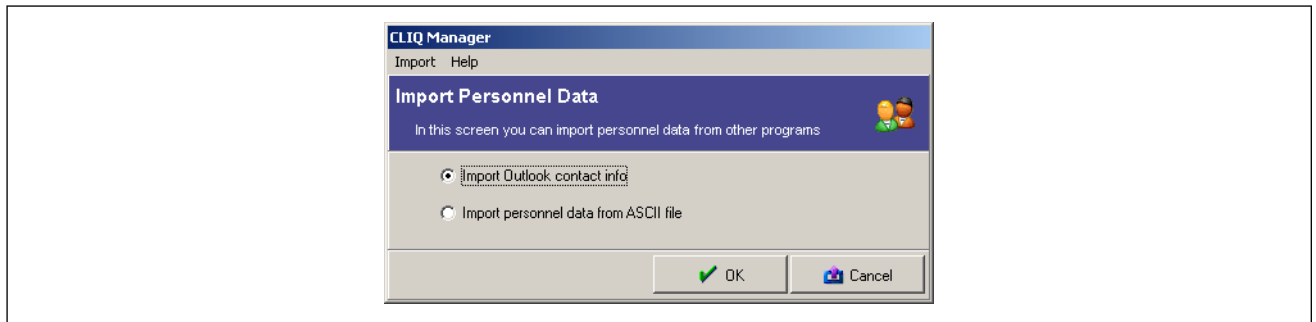 CLIQ Manager
Import Help
Import Personnel Data
In this screen you can import personnel data from other programs
Import Outlook contact info
Import personnel data from ASCII file
OK Cancel